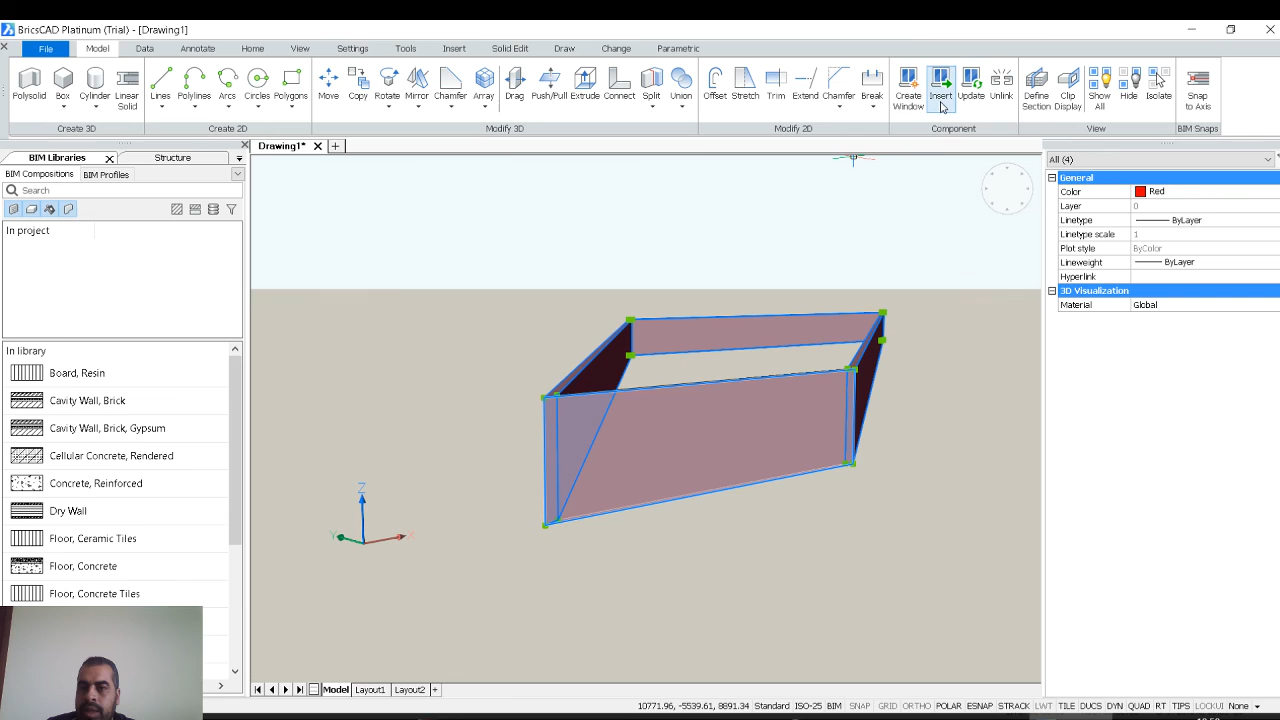 BricsCAD Platinum (Trial) - [Drawing1]
File Model Data Annotate Home View Settings Tools Insert Solid Edit Draw Change Parametric
Polysolid Box Cylinder Linear Solid Lines Polylines Arcs Circles Polygons Move Copy Rotate Mirror Chamfer Array Drag Push/Pull Extrude Connect Split Union Offset Stretch Trim Extend Chamfer Break Create Window Insert Update Unlink Define Section Clip Display Show All Hide Isolate Snap to Axis
Create 3D Create 2D Modify 3D Modify 2D Component View BIM Snaps
BIM Libraries Structure Drawing1*
BIM Compositions BIM Profiles
Search
In project
In library
Board, Resin
Cavity Wall, Brick
Cavity Wall, Brick, Gypsum
Cellular Concrete, Rendered
Concrete, Reinforced
Dry Wall
Floor, Ceramic Tiles
Floor, Concrete
Floor, Concrete Tiles
Z
Y X
All (4)
General
Color Red
Layer 0
Linetype ByLayer
Linetype scale 1
Plot style ByColor
Lineweight ByLayer
Hyperlink
3D Visualization
Material Global
Model Layout1 Layout2
10771.96, -5539.61, 8891.34 Standard ISO-25 BIM SNAP GRID ORTHO POLAR ESNAP STRACK LWT TILE DUCS DYN QUAD RT TIPS LOCKUI None